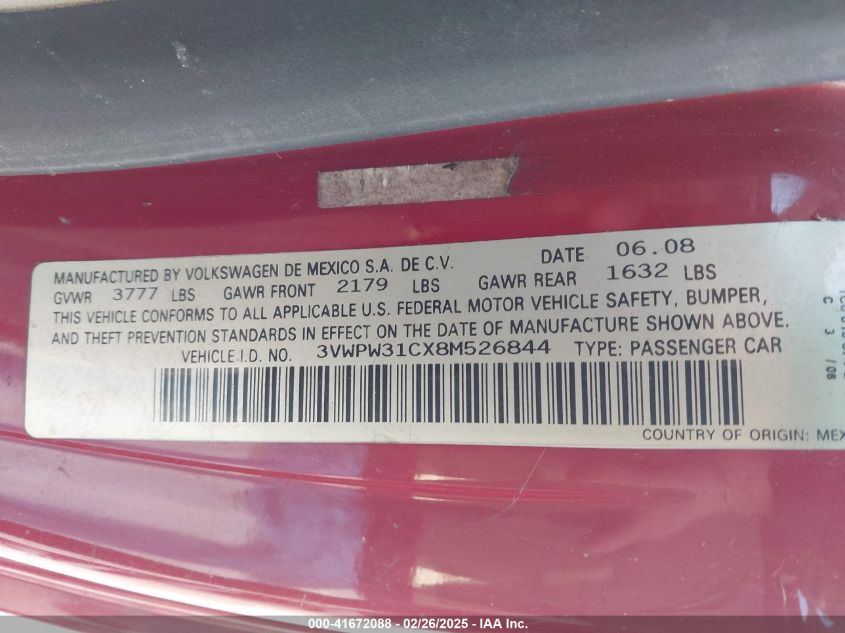 MANUFACTURED BY VOLKSWAGEN DE MEXICO S.A. DE C.V. DATE 06.08
GVWR 3777 LBS GAWR FRONT 2179 LBS GAWR REAR 1632 LBS
THIS VEHICLE CONFORMS TO ALL APPLICABLE U.S. FEDERAL MOTOR VEHICLE SAFETY, BUMPER,
AND THEFT PREVENTION STANDARDS IN EFFECT ON THE DATE OF MANUFACTURE SHOWN ABOVE.
VEHICLE I.D. NO. 3VWPW31CX8M526844 TYPE: PASSENGER CAR
COUNTRY OF ORIGIN: MEX
C 3 /08
000-41672088 - 02/26/2025 - IAA Inc.